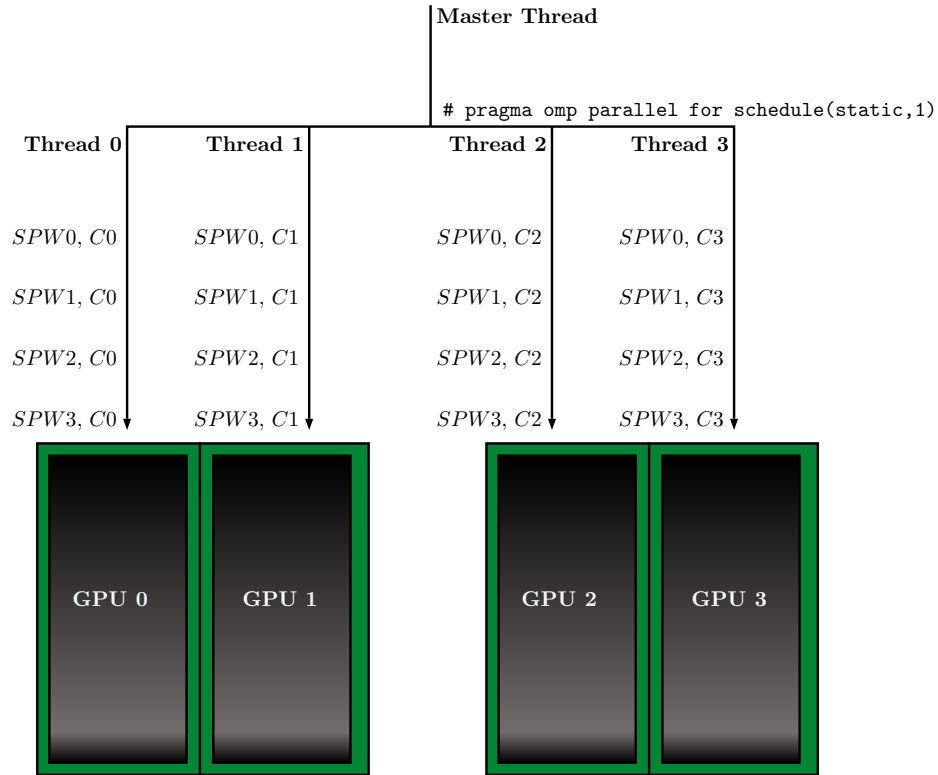 Master Thread
# pragma omp parallel for schedule(static,1)
Thread 0 Thread 1 Thread 2 Thread 3
SPW0, C0 SPW0, C1 SPW0, C2 SPW0, C3
SPW1, C0 SPW1, C1 SPW1, C2 SPW1, C3
SPW2, C0 SPW2, C1 SPW2, C2 SPW2, C3
SPW3, C0 SPW3, C1 SPW3, C2 SPW3, C3
GPU 0 GPU 1 GPU 2 GPU 3